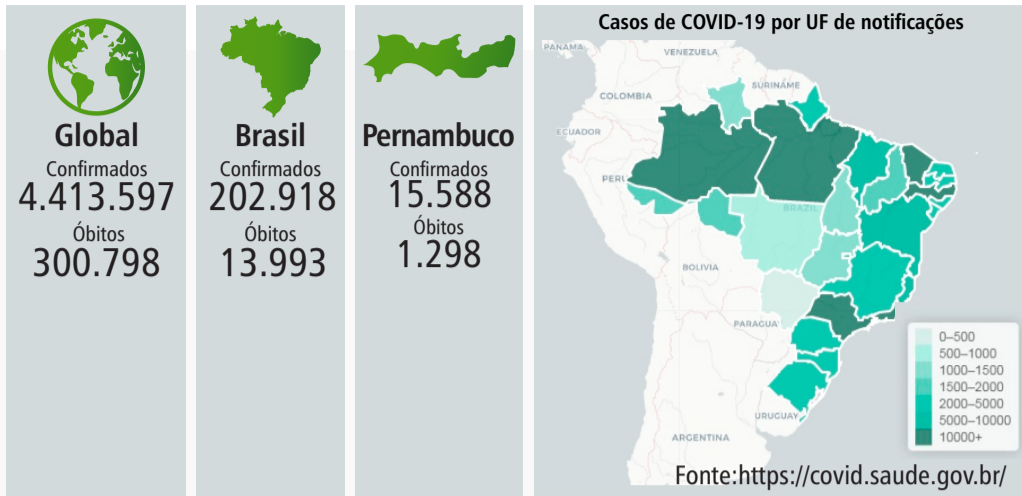 Global
Confirmados
4.413.597
Óbitos
300.798
Brasil
Confirmados
202.918
Óbitos
13.993
Pernambuco
Confirmados
15.588
Óbitos
1.298
Casos de COVID-19 por UF de notificações
PANAMA
VENEZUELA
SURINAME
COLOMBIA
ECUADOR
PERU
BRAZIL
BOLIVIA
PARAGUA
URUGUAY
ARGENTINA
0–500
500–1000
1000–1500
1500–2000
2000–5000
5000–10000
10000+
Fonte:https://covid.saude.gov.br/